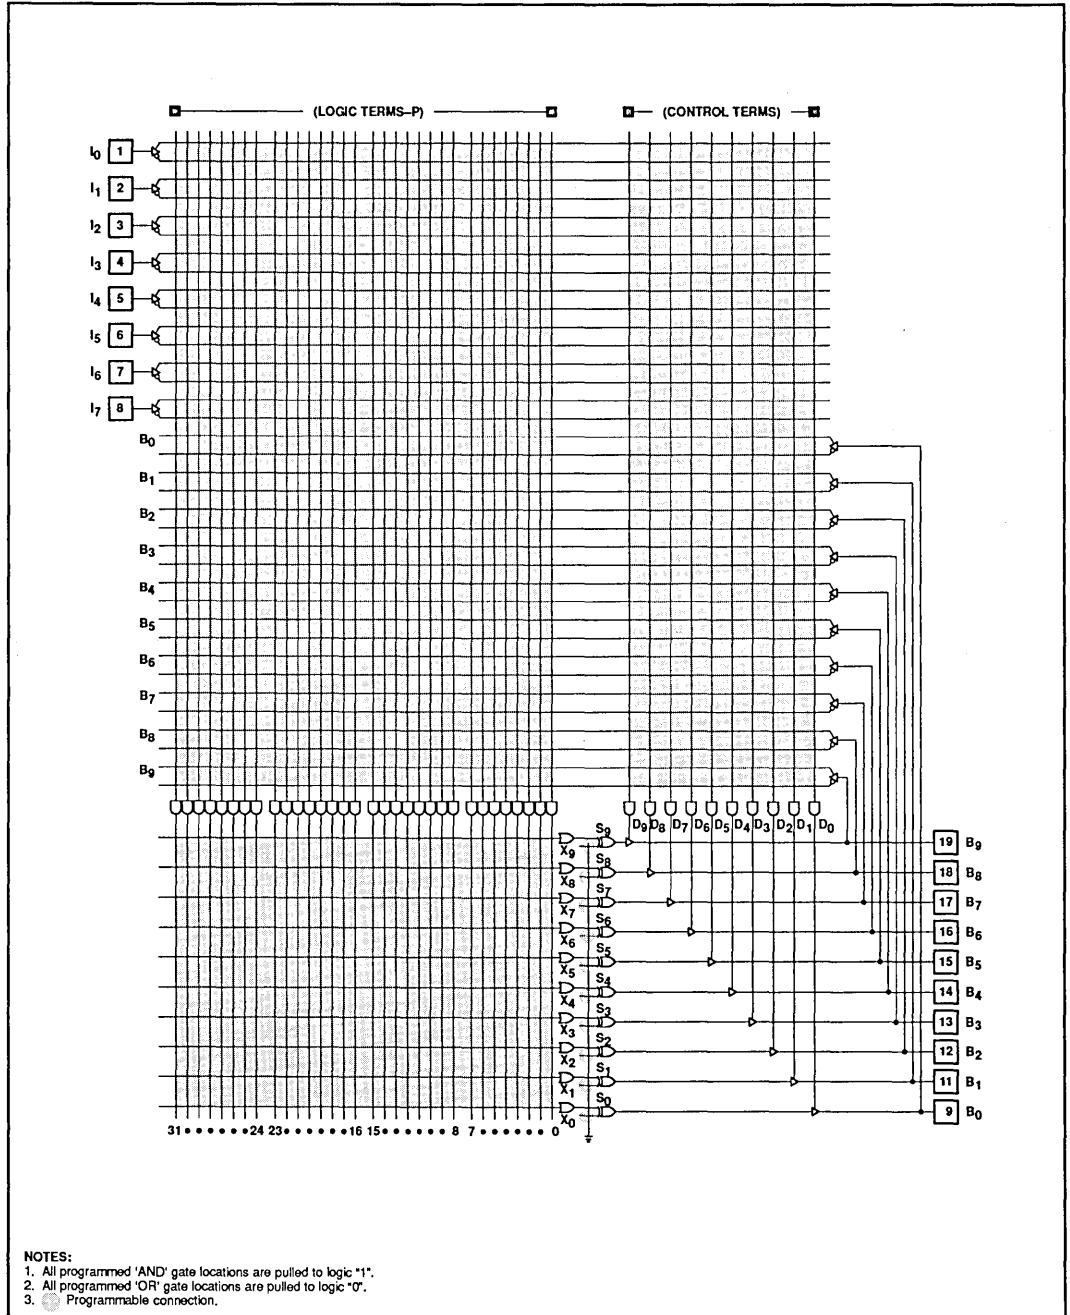 (LOGIC TERMS–P) (CONTROL TERMS)
I0 1
I1 2
I2 3
I3 4
I4 5
I5 6
I6 7
I7 8
B0
B1
B2
B3
B4
B5
B6
B7
B8
B9
D9 D8 D7 D6 D5 D4 D3 D2 D1 D0
X9 S9 19 B9
X8 S8 18 B8
X7 S7 17 B7
X6 S6 16 B6
X5 S5 15 B5
X4 S4 14 B4
X3 S3 13 B3
X2 S2 12 B2
X1 S1 11 B1
X0 S0 9 B0
31 • • • • • • 24 23 • • • • • • 16 15 • • • • • • 8 7 • • • • • • 0
NOTES:
1. All programmed 'AND' gate locations are pulled to logic "1".
2. All programmed 'OR' gate locations are pulled to logic "0".
3. Programmable connection.